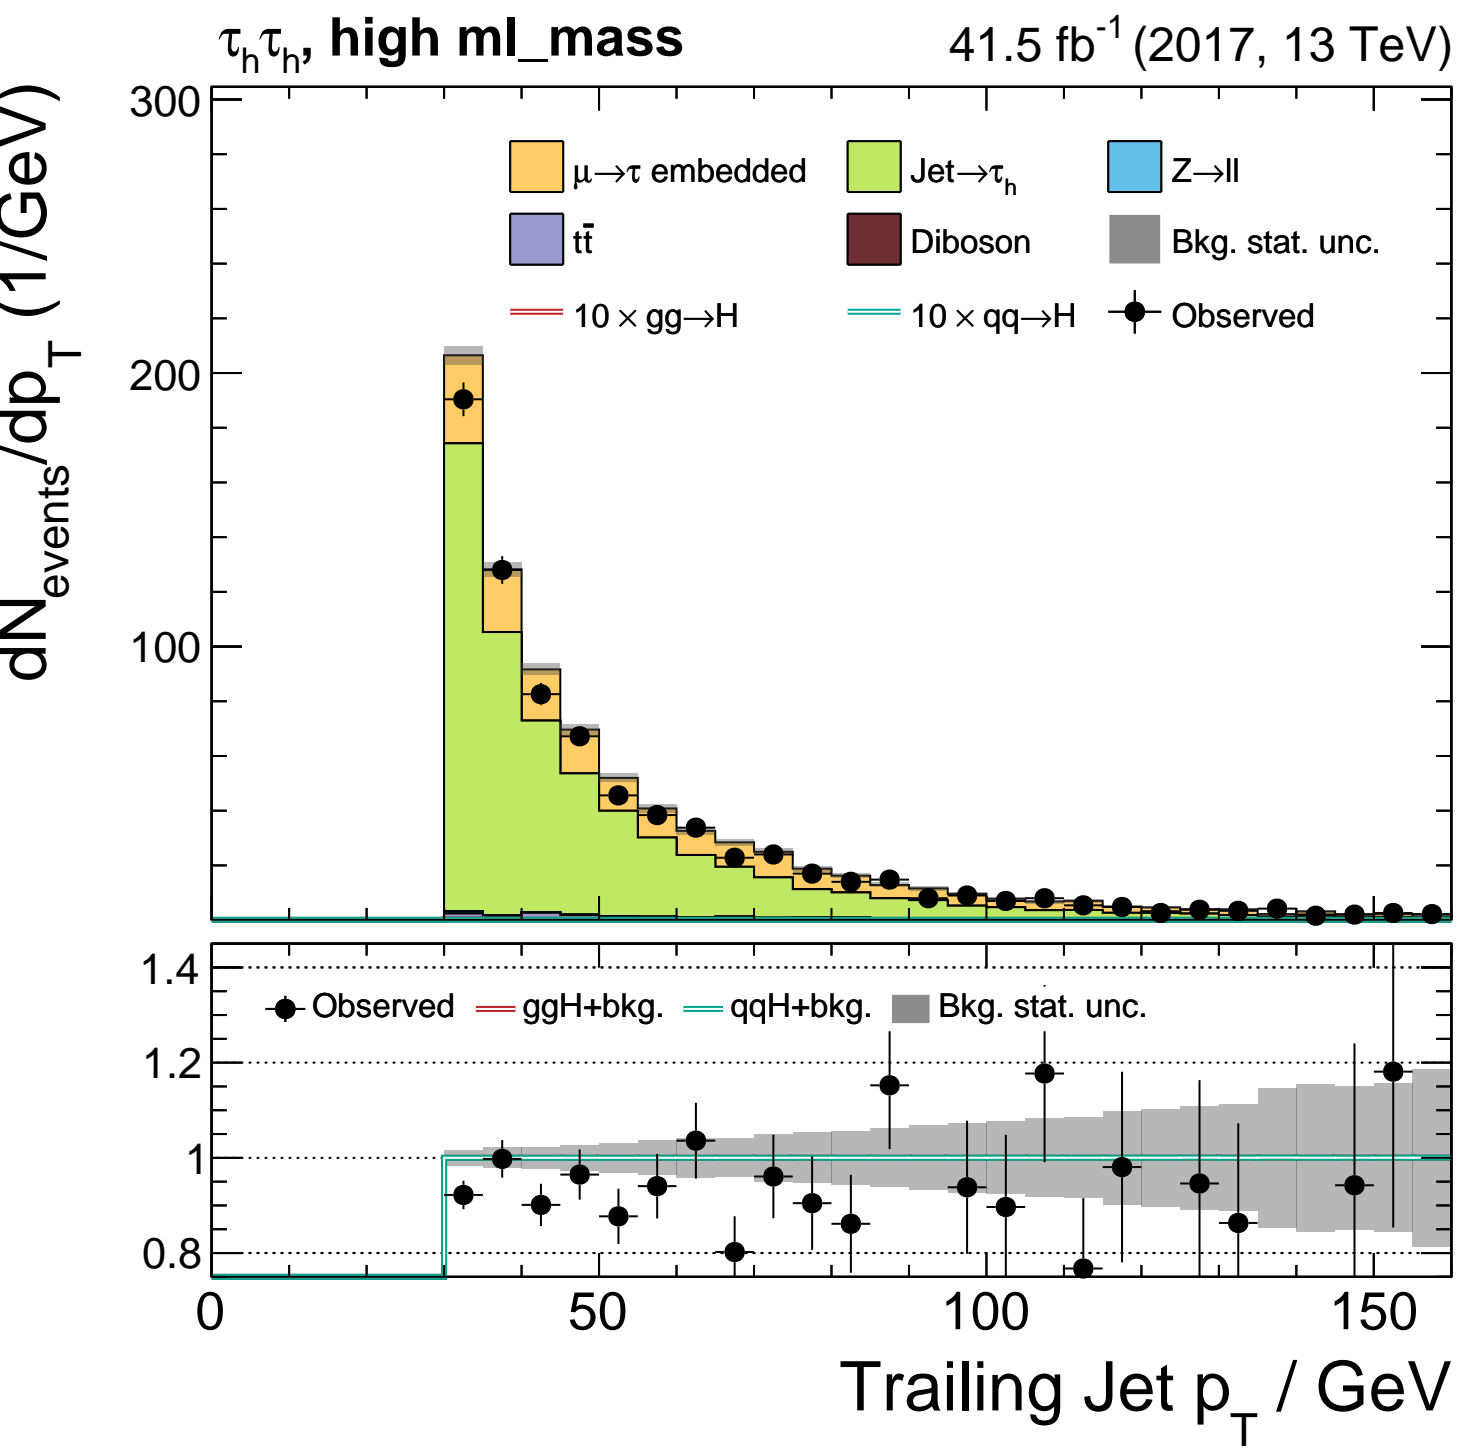 τhτh, high ml_mass 41.5 fb-1 (2017, 13 TeV)
dNevents/dpT (1/GeV)
300
200
100
μ→τ embedded Jet→τh Z→ll
tt̄ Diboson Bkg. stat. unc.
10 × gg→H 10 × qq→H Observed
1.4
1.2
1
0.8
Observed ggH+bkg. qqH+bkg. Bkg. stat. unc.
0 50 100 150
Trailing Jet pT / GeV